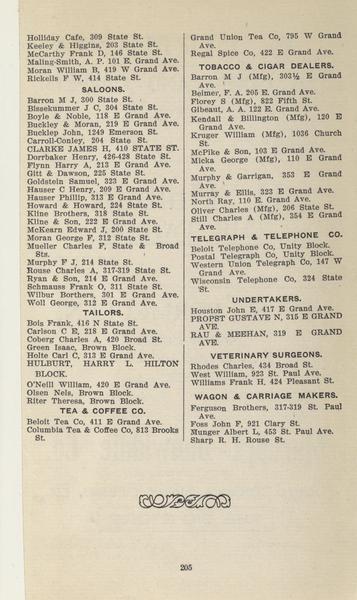 Holliday Cafe, 309 State St.
Keeley & Higgins, 203 State St.
McCarthy Frank D, 146 State St.
Maling-Smith, A. P. 101 E. Grand Ave.
Moran William B, 419 W Grand Ave.
Rickells F W, 414 State St.
SALOONS.
Barron M J, 200 State St.
Bissekummer J C, 304 State St.
Boyle & Noble, 118 E Grand Ave.
Buckley & Moran, 219 E Grand Ave.
Bucklep John, 1249 Emerson St.
Carroll-Conley, 204 State St.
CLARKE JAMES H, 410 STATE ST.
Dorrbaker Henry, 426-428 State St.
Flynn Hannah A, 213 E Grand Ave.
Gitt & Dawson, 225 State St.
Goldstein Samuel, 323 E Grand Ave.
Hauser C Henry, 209 E Grand Ave.
Hauser Phillip, 313 E Grand Ave.
Howard & Howard, 224 State St.
Kline Brothers, 318 State St.
Kline & Son, 222 E Grand Ave.
McKearn Edward J, 200 State St.
Moran George F, 312 State St.
Mueller Charles F, State & Broad
Sts.
Murphy F J, 214 State St.
Rouse Charles A, 317-319 State St.
Ryan & Son, 214 E Grand Ave.
Schmauss Frank O, 311 State St.
Wilbur Borthers, 301 E Grand Ave.
Woll George, 312 E Grand Ave.
TAILORS.
Bois Frank, 416 N State St.
Carlson C E, 218 E Grand Ave.
Coberg Charles A, 420 Broad St.
Green Isaac, Brown Block.
Holte Carl C, 313 E Grand Ave.
HULBURT, HARRY L. HILTON
BLOCK.
O'Neill William, 420 E Grand Ave.
Olsen Nels, Brown Block.
Riter Theresa, Brown Block.
TEA & COFFEE CO.
Beloit Tea Co, 411 E Grand Ave.
Columbia Tea & Coffee Co, 813 Brooks
St.
Grand Union Tea Co, 795 W Grand
Ave.
Regal Spice Co, 422 E Grand Ave.
TOBACCO & CIGAR DEALERS.
Barron M J (Mfg), 303½ E Grand
Ave.
Beimer, F. A. 205 E. Grand Ave.
Florey S (Mfg), 822 Fifth St.
Gibeaut, A. A. 122 E. Grand Ave.
Kendall & Billington (Mfg), 120 E
Grand Ave.
Kruger William (Mfg), 1036 Church
St.
McPike & Son, 103 E Grand Ave.
Micka George (Mfg), 110 E Grand
Ave.
Murphy & Garrigan, 353 E Grand
Ave.
Murray & Ellis, 323 E Grand Ave.
North Ray, 110 E. Grand Ave.
Oliver Charles (Mfg), 206 State St.
Still Charles A (Mfg), 354 E Grand
Ave.
TELEGRAPH & TELEPHONE CO.
Beloit Telephone Co, Unity Block.
Postal Telegraph Co, Unity Block.
Western Union Telegraph Co, 147 W
Grand Ave.
Wisconsin Telephone Co, 324 State
St.
UNDERTAKERS.
Houston John E, 417 E Grand Ave.
PROPST GUSTAVE N, 315 E GRAND
AVE.
RAU & MEEHAN, 319 E GRAND
AVE.
VETERINARY SURGEONS.
Rhodes Charles, 434 Broad St.
West William, 923 St. Paul Ave.
Williams Frank H, 424 Pleasant St.
WAGON & CARRIAGE MAKERS.
Ferguson Brothers, 317-319 St. Paul
Ave.
Foss John F, 921 Clary St.
Munger Albert L, 453 St. Paul Ave.
Sharp R. H. Rouse St.
205